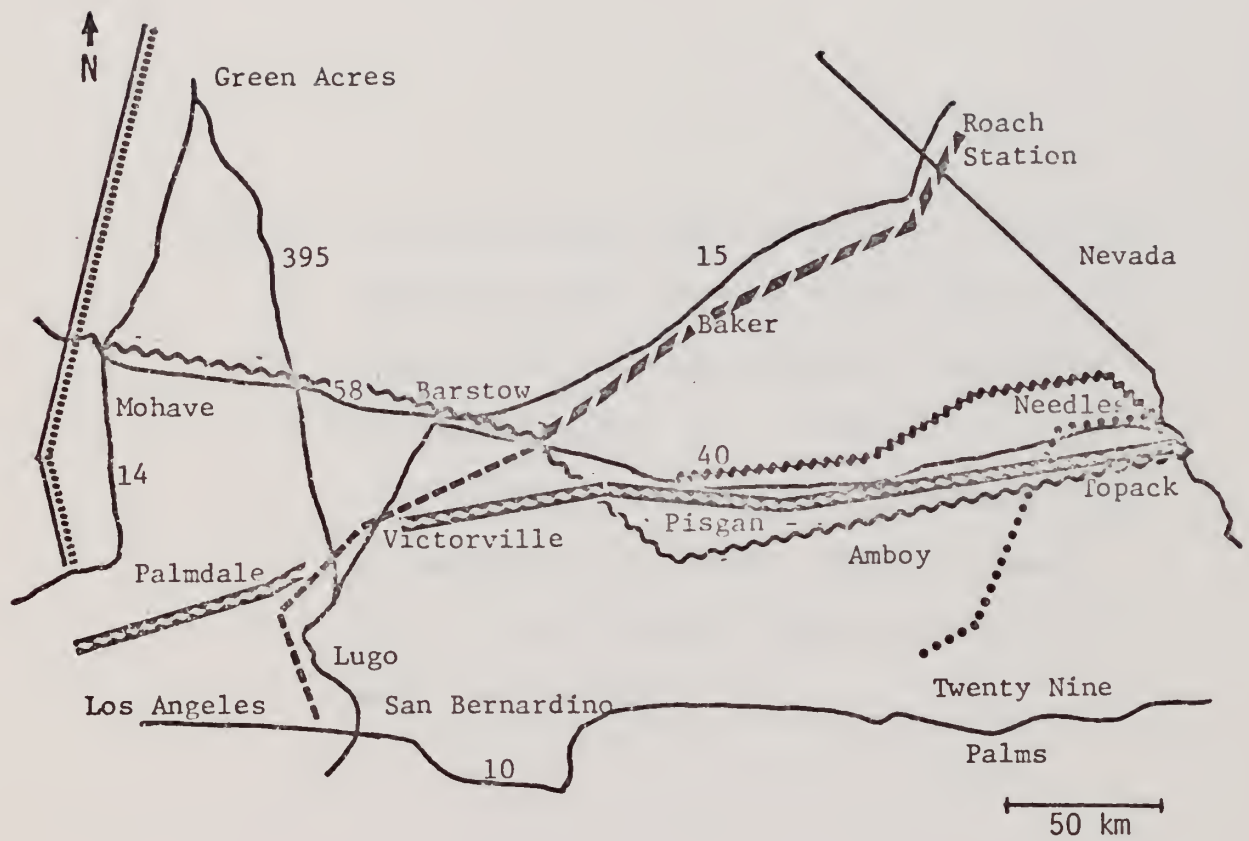 N
Green Acres
Roach
Station
395
15
Nevada
Baker
58
Barstow
Mohave
Needles
40
14
Topack
Victorville
Pisgan
Amboy
Palmdale
Lugo
Los Angeles
San Bernardino
Twenty Nine
Palms
10
50 km